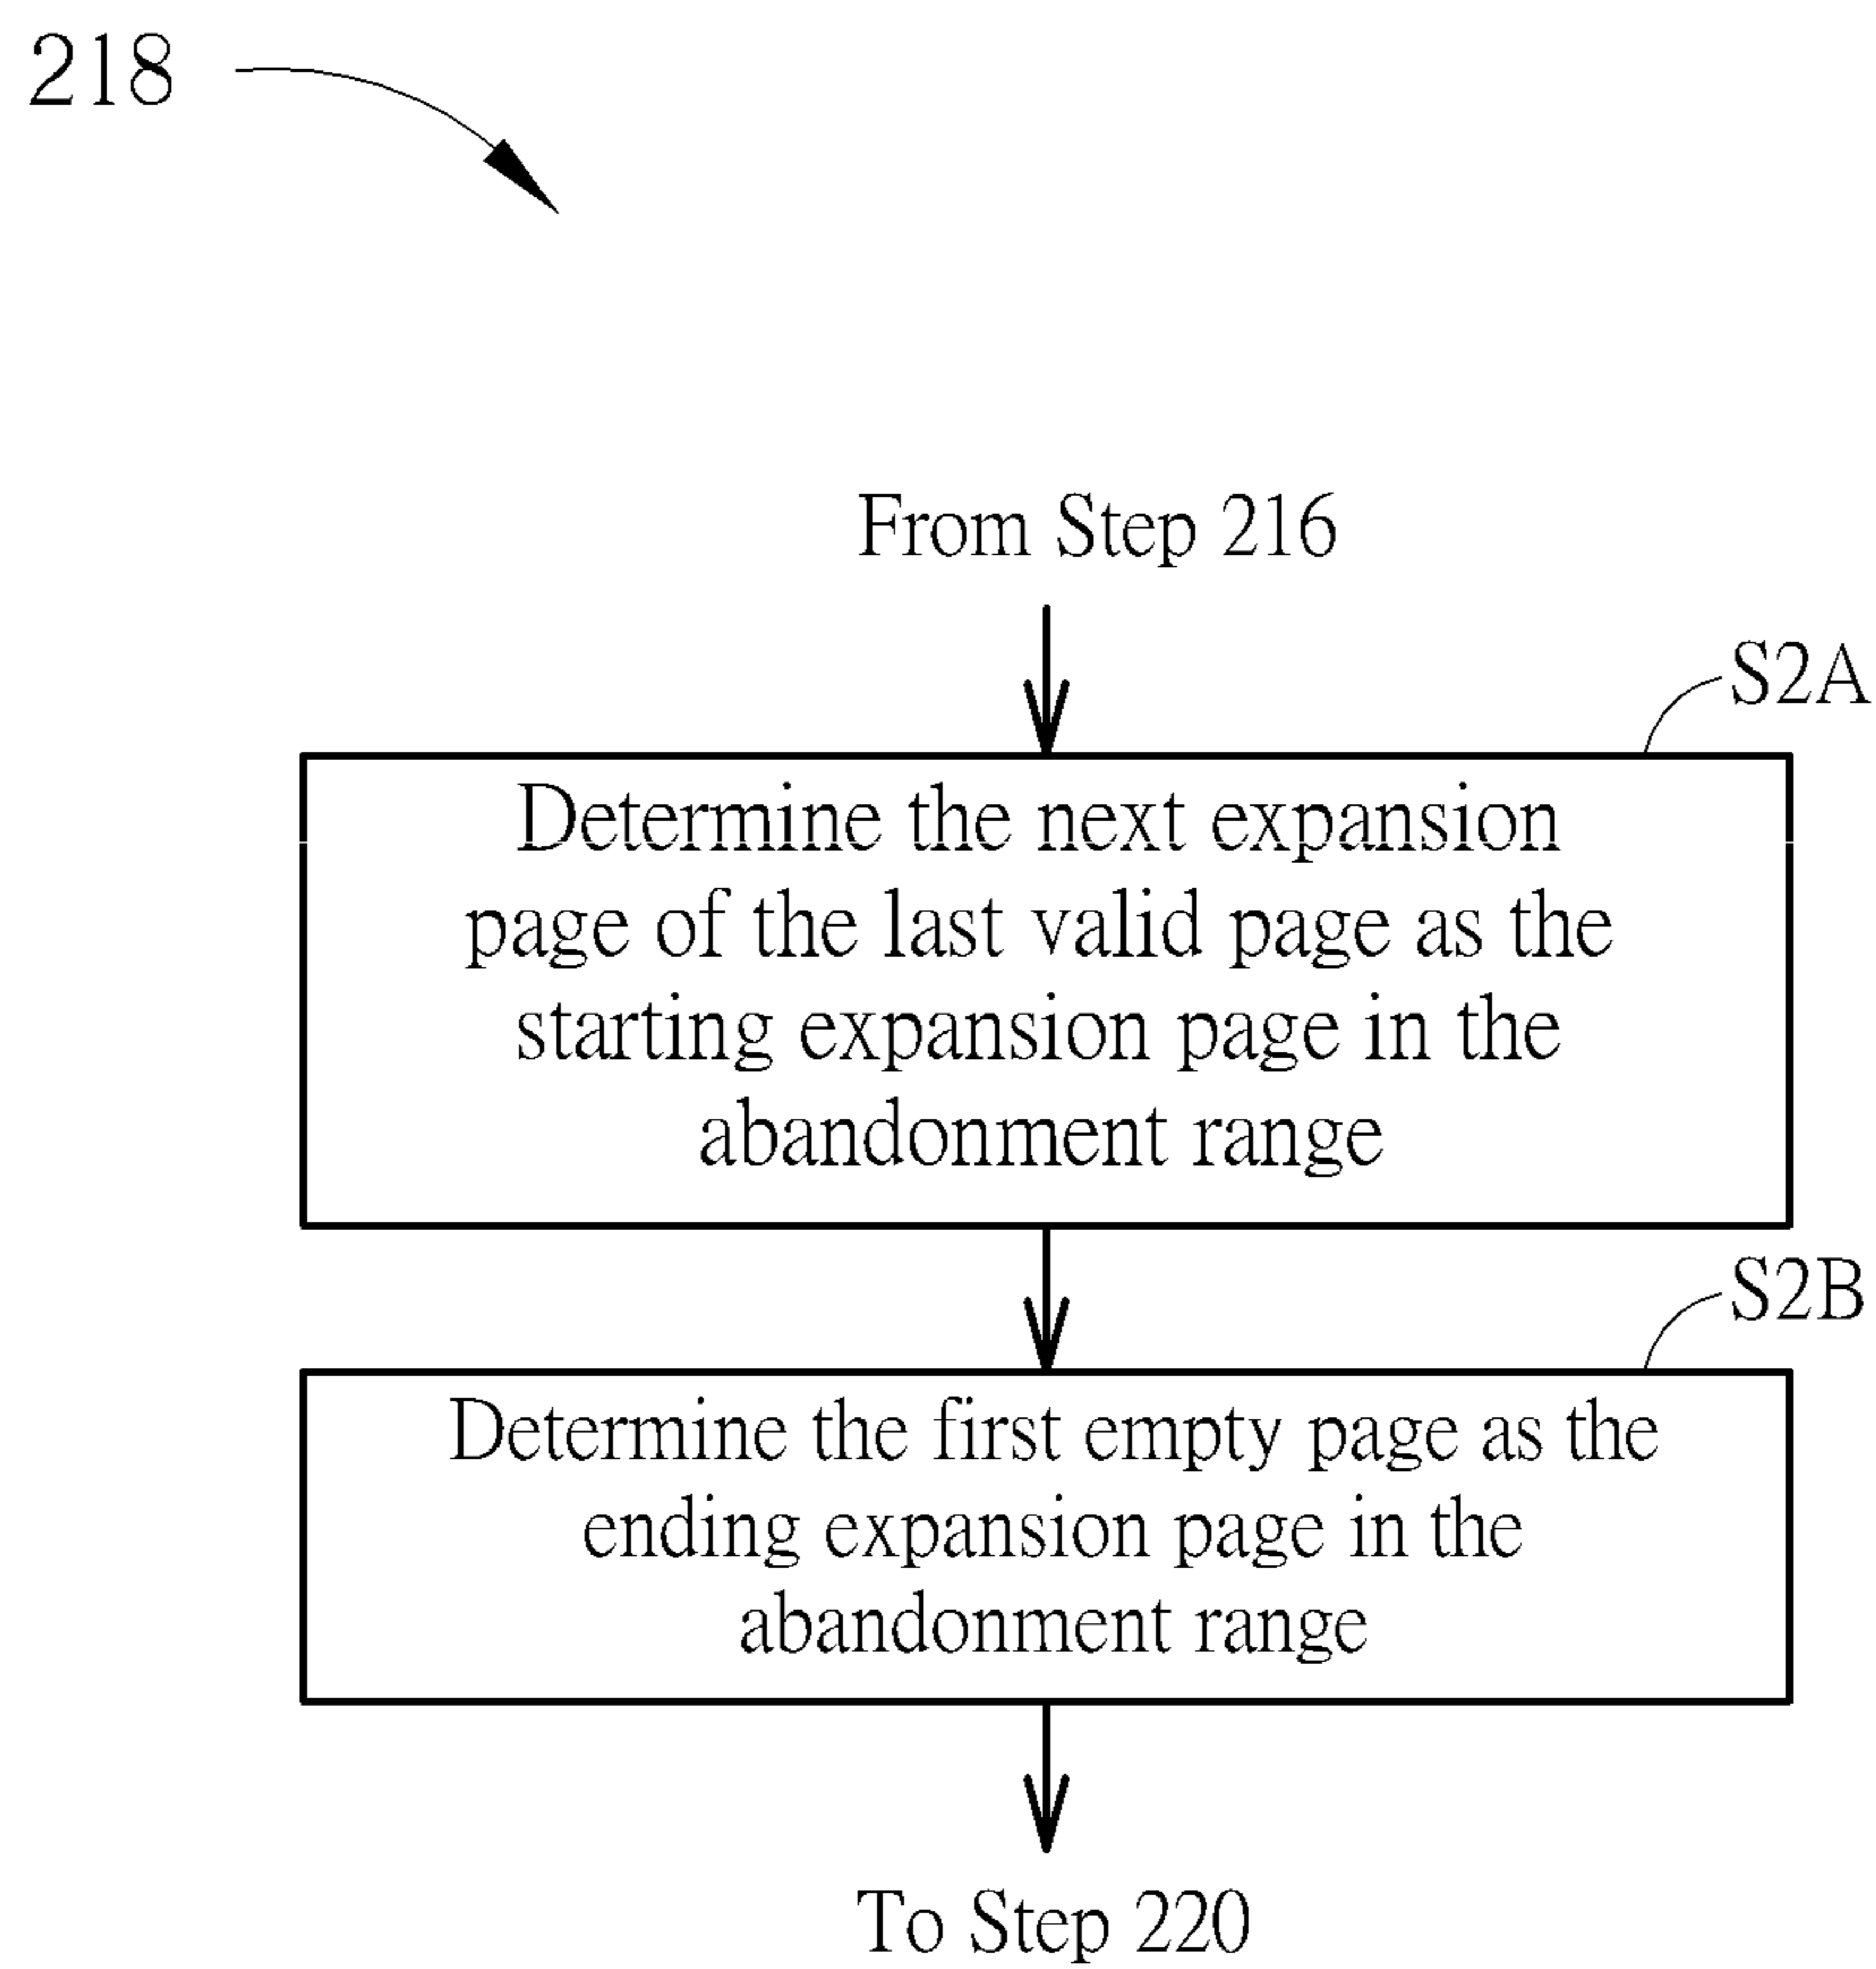 218
From Step 216
S2A
Determine the next expansion
page of the last valid page as the
starting expansion page in the
abandonment range
S2B
Determine the first empty page as the
ending expansion page in the
abandonment range
To Step 220